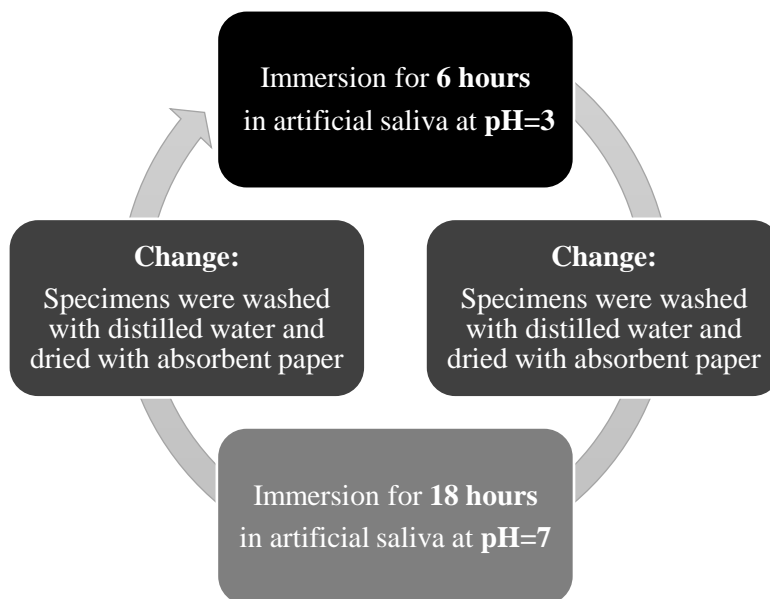 Immersion for 6 hours
in artificial saliva at pH=3
Change:
Specimens were washed
with distilled water and
dried with absorbent paper
Change:
Specimens were washed
with distilled water and
dried with absorbent paper
Immersion for 18 hours
in artificial saliva at pH=7